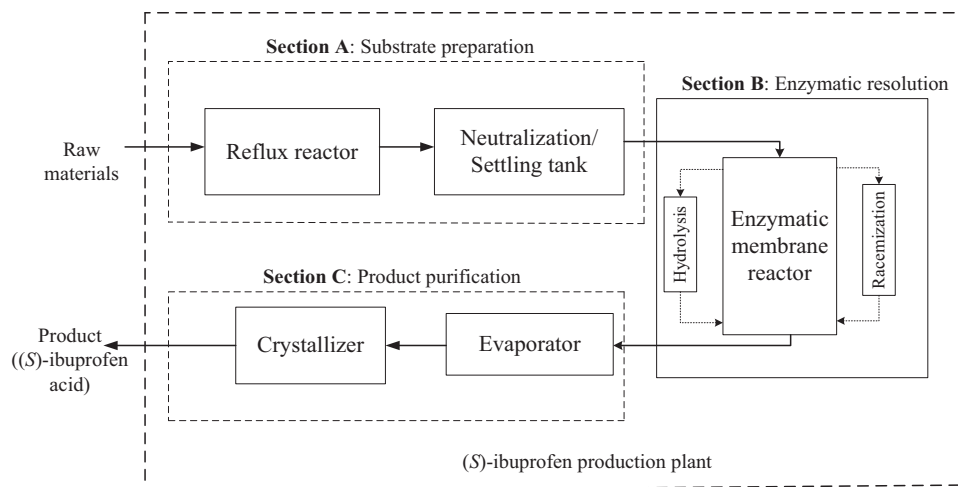 Section A: Substrate preparation
Section B: Enzymatic resolution
Raw
materials
Reflux reactor
Neutralization/
Settling tank
Hydrolysis
Enzymatic
membrane
reactor
Racemization
Section C: Product purification
Product
((S)-ibuprofen
acid)
Crystallizer
Evaporator
(S)-ibuprofen production plant